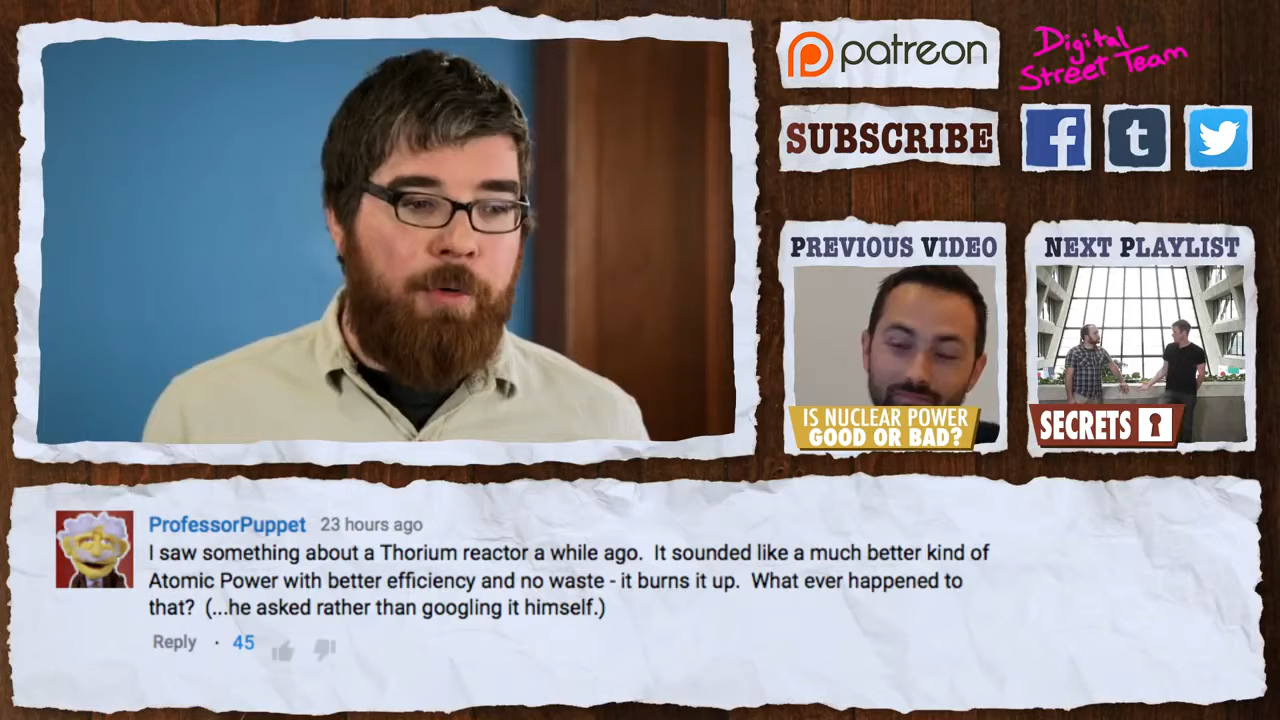 patreon
Digital
Street Team
SUBSCRIBE
f
t
PREVIOUS VIDEO
NEXT PLAYLIST
IS NUCLEAR POWER
GOOD OR BAD?
SECRETS
ProfessorPuppet 23 hours ago
I saw something about a Thorium reactor a while ago. It sounded like a much better kind of
Atomic Power with better efficiency and no waste - it burns it up. What ever happened to
that? (...he asked rather than googling it himself.)
Reply · 45